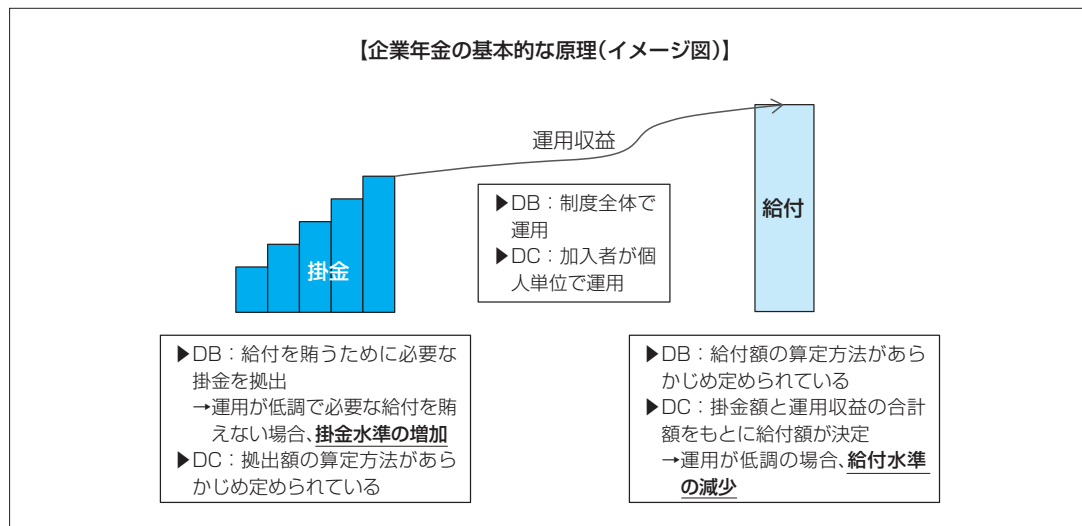 【企業年金の基本的な原理(イメージ図)】
運用収益
▶DB：制度全体で
運用
▶DC：加入者が個
人単位で運用
給付
掛金
▶DB：給付を賄うために必要な
掛金を拠出
→運用が低調で必要な給付を賄
えない場合、掛金水準の増加
▶DC：拠出額の算定方法があら
かじめ定められている
▶DB：給付額の算定方法があら
かじめ定められている
▶DC：掛金額と運用収益の合計
額をもとに給付額が決定
→運用が低調の場合、給付水準
の減少